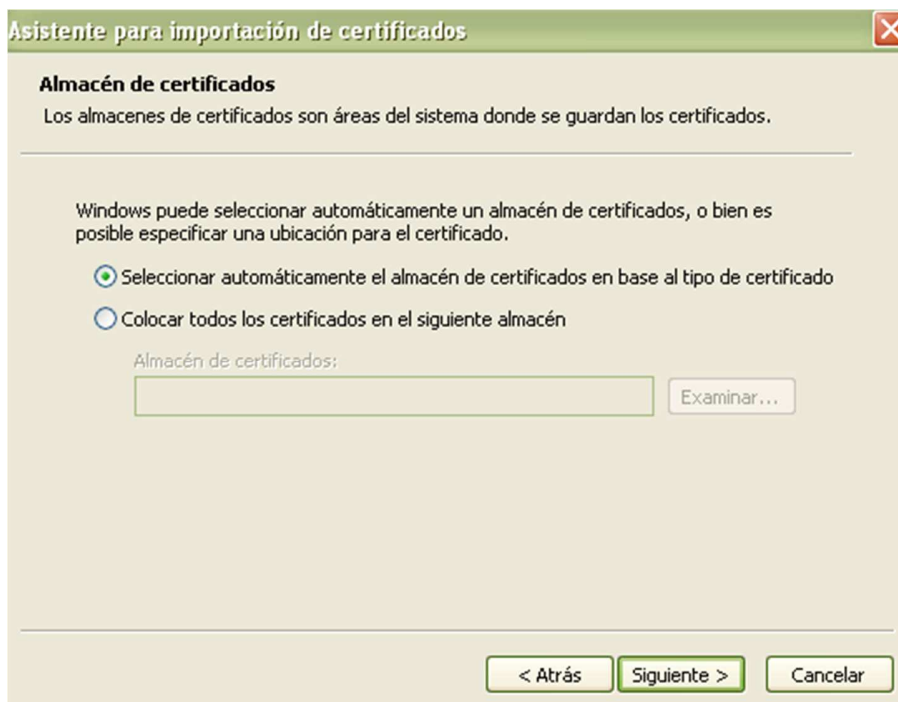 Asistente para importación de certificados
Almacén de certificados
Los almacenes de certificados son áreas del sistema donde se guardan los certificados.
Windows puede seleccionar automáticamente un almacén de certificados, o bien es
posible especificar una ubicación para el certificado.
Seleccionar automáticamente el almacén de certificados en base al tipo de certificado
Colocar todos los certificados en el siguiente almacén
Almacén de certificados:
Examinar...
< Atrás Siguiente > Cancelar